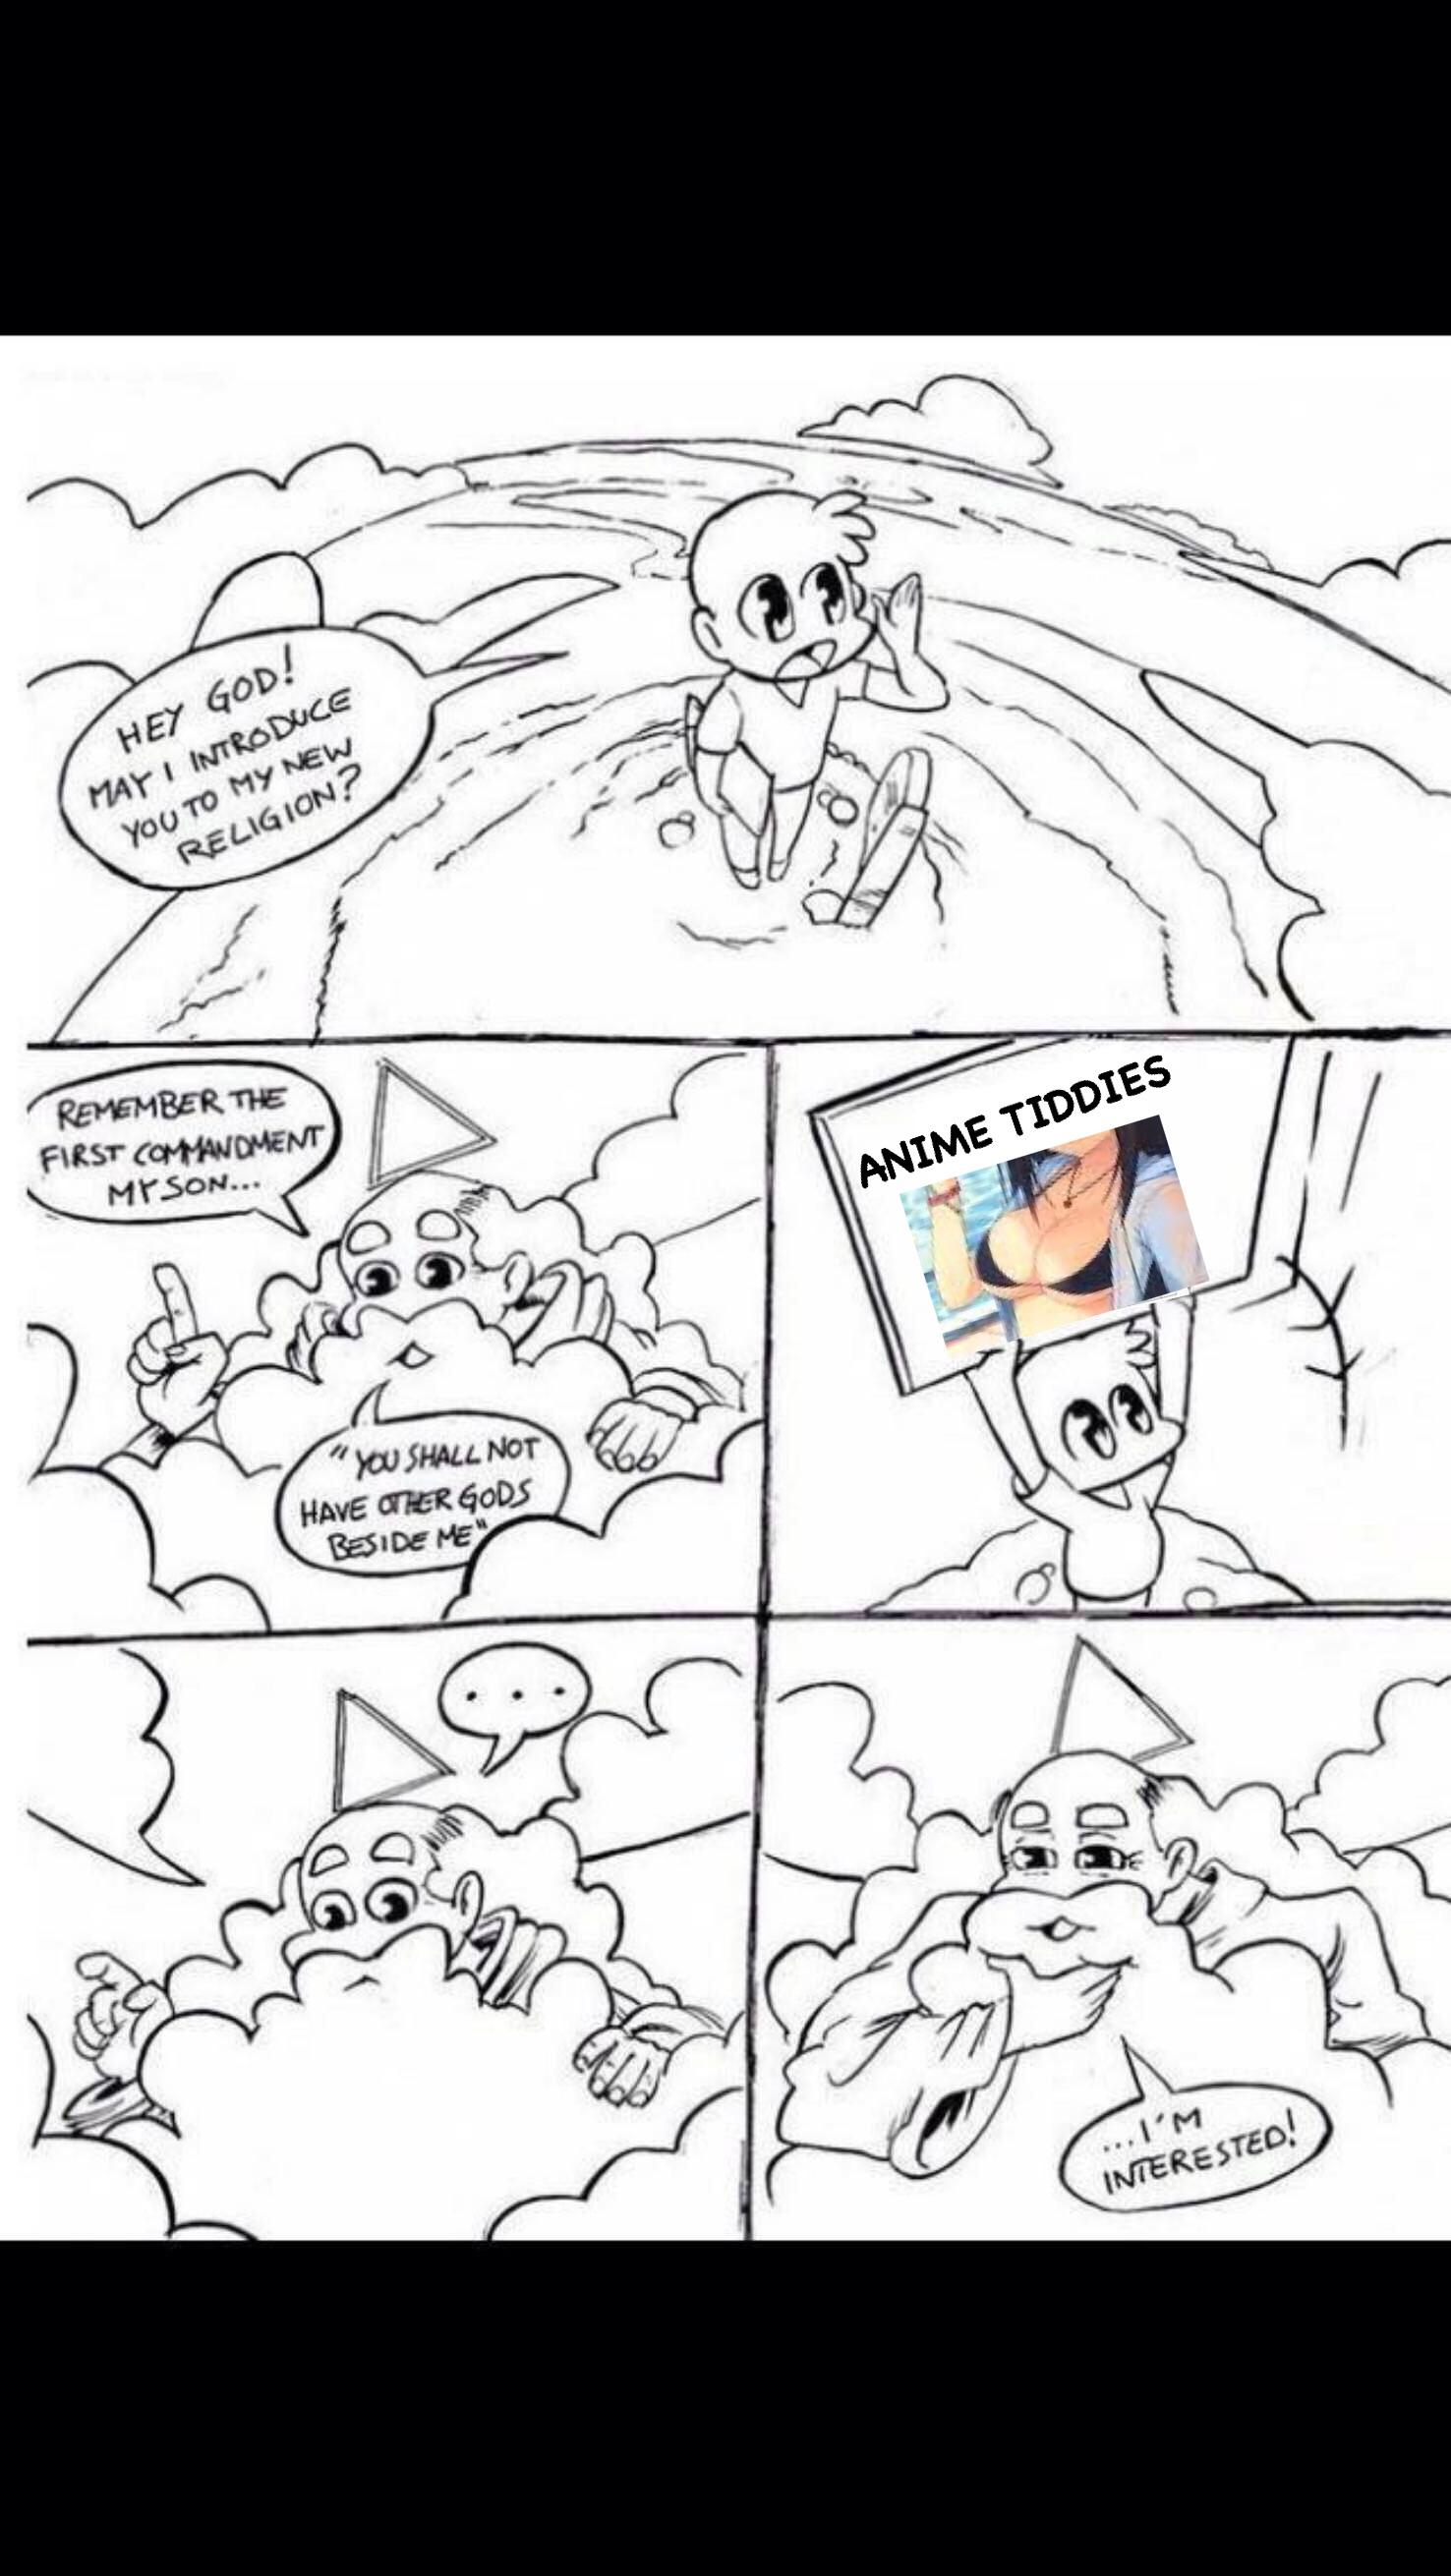 HEY GOD!
MAY I INTRODUCE
YOU TO MY NEW
RELIGION?
REMEMBER THE
FIRST COMMANDMENT
MY SON...
"YOU SHALL NOT
HAVE OTHER GODS
BESIDE ME"
ANIME TIDDIES
...
...I'M
INTERESTED!